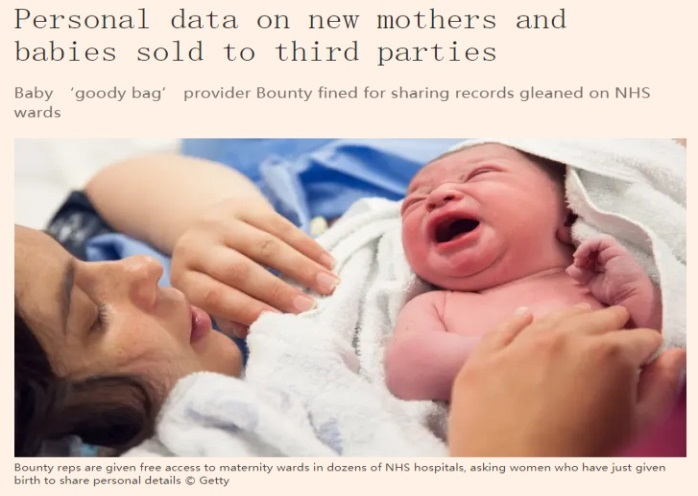 Personal data on new mothers and
babies sold to third parties
Baby ‘goody bag’ provider Bounty fined for sharing records gleaned on NHS
wards
Bounty reps are given free access to maternity wards in dozens of NHS hospitals, asking women who have just given
birth to share personal details © Getty